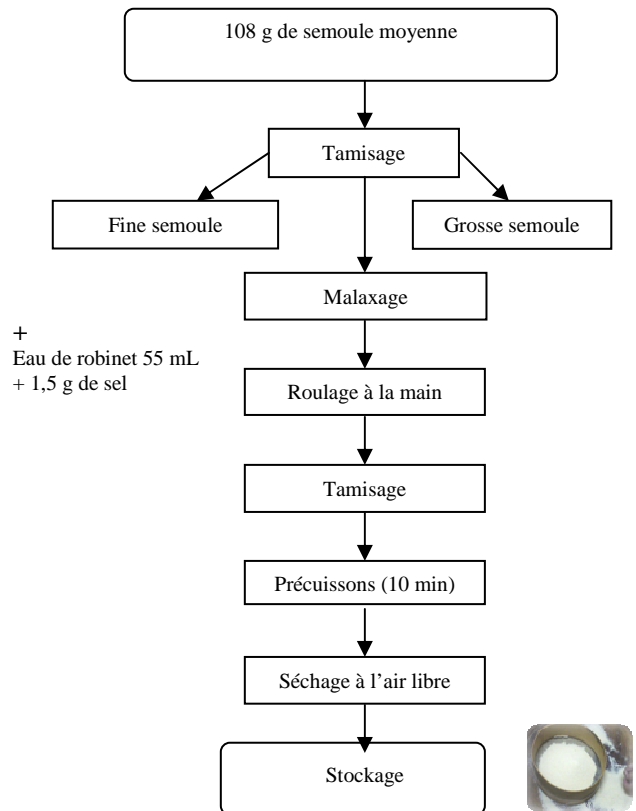 108 g de semoule moyenne
Tamisage
Fine semoule
Grosse semoule
Malaxage
+
Eau de robinet 55 mL
+ 1,5 g de sel
Roulage à la main
Tamisage
Précuissons (10 min)
Séchage à l’air libre
Stockage